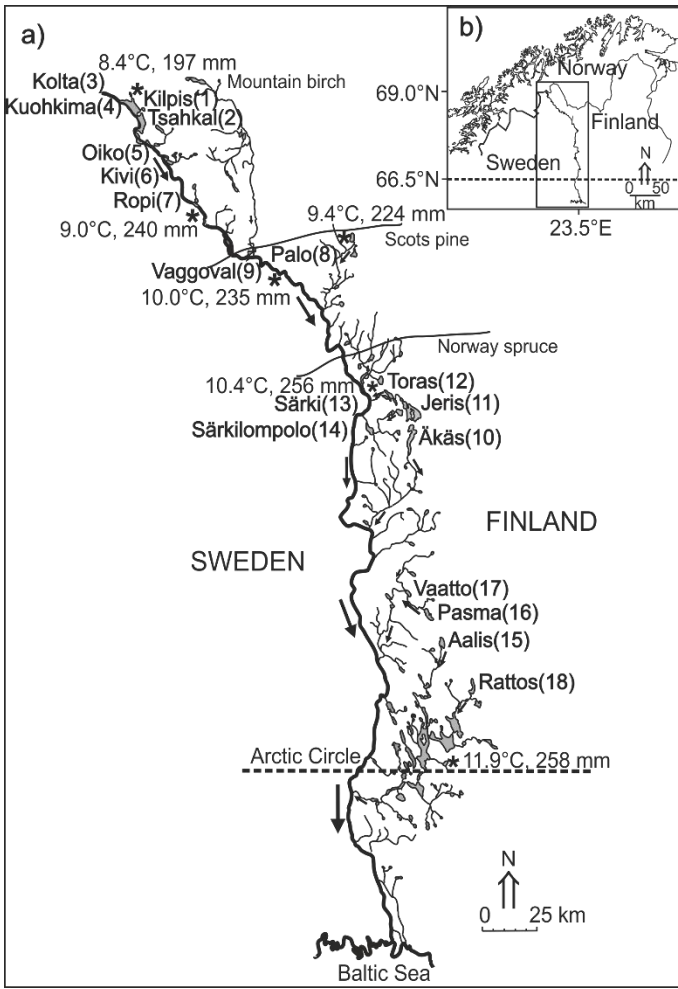 a)
8.4°C, 197 mm
Kolta(3)
Mountain birch
Kuohkima(4)
Kilpis(1)
Tsahkal(2)
Oiko(5)
Kivi(6)
Ropi(7)
9.0°C, 240 mm
9.4°C, 224 mm
Scots pine
Palo(8)
Vaggoval(9)
10.0°C, 235 mm
Norway spruce
10.4°C, 256 mm
Toras(12)
Särki(13)
Jeris(11)
Särkilompolo(14)
Äkäs(10)
FINLAND
SWEDEN
Vaatto(17)
Pasma(16)
Aalis(15)
Rattos(18)
Arctic Circle
11.9°C, 258 mm
N
0 25 km
Baltic Sea
b)
Norway
69.0°N
Finland
Sweden
N
66.5°N
0 50
km
23.5°E